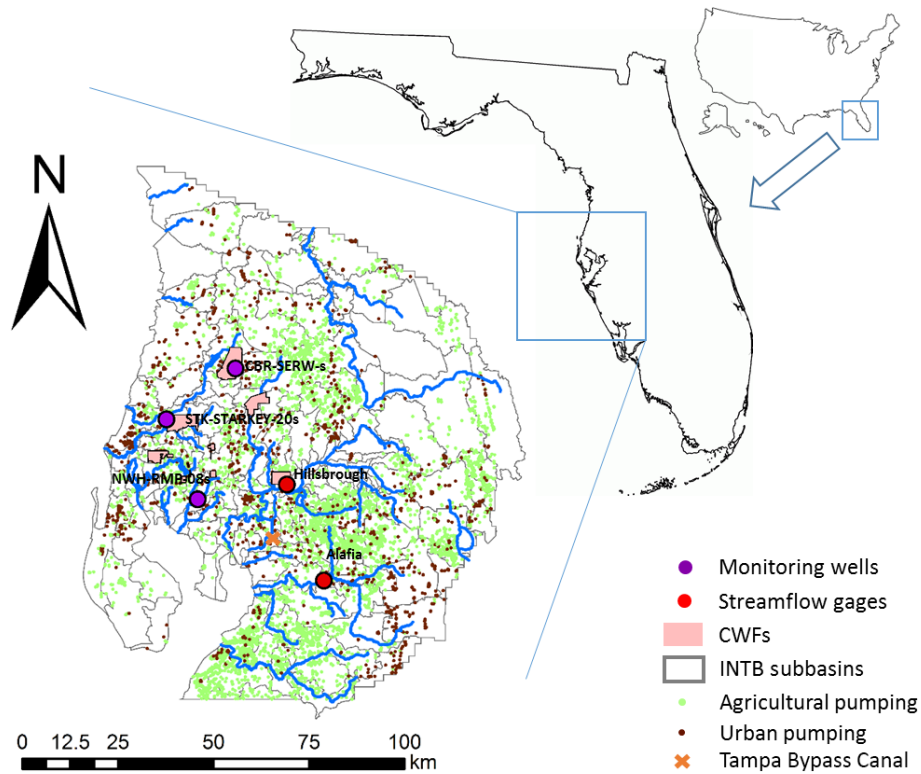 N
CBR-SERW-s
STK-STARKEY-20s
NWH-RMP-08s
Hillsbrough
Alafia
Monitoring wells
Streamflow gages
CWFs
INTB subbasins
Agricultural pumping
Urban pumping
Tampa Bypass Canal
0 12.5 25 50 75 100
km